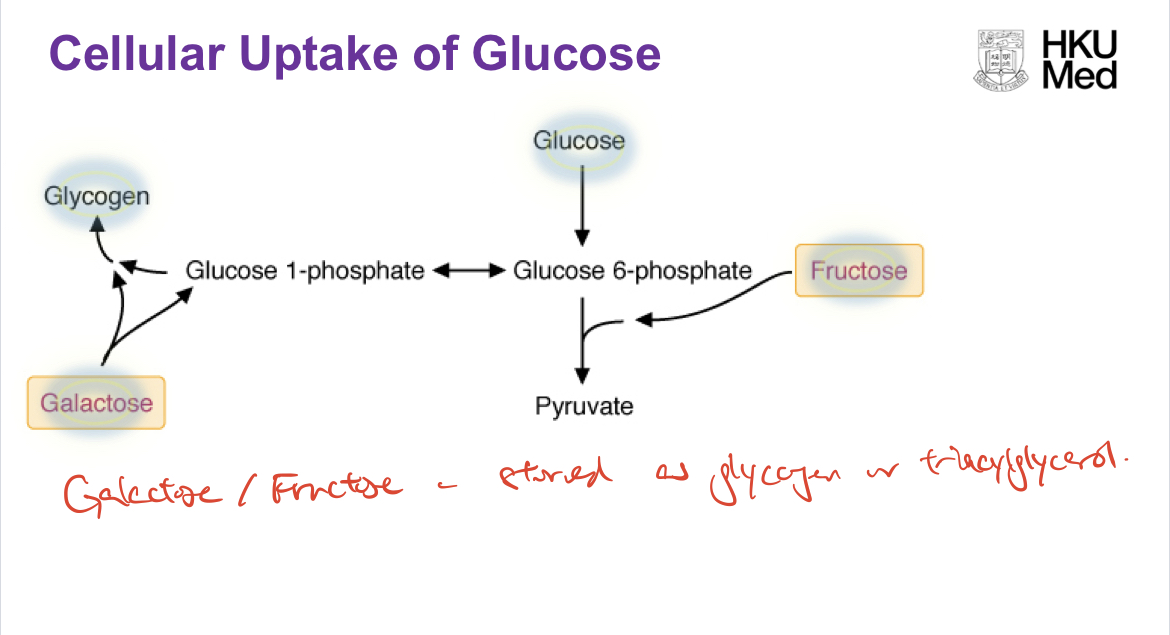 Cellular Uptake of Glucose
HKU
Med
Glucose
Glycogen
Glucose 1-phosphate
Glucose 6-phosphate
Fructose
Galactose
Pyruvate
Galactose / Fructose - stored as glycogen or triacylglycerol.